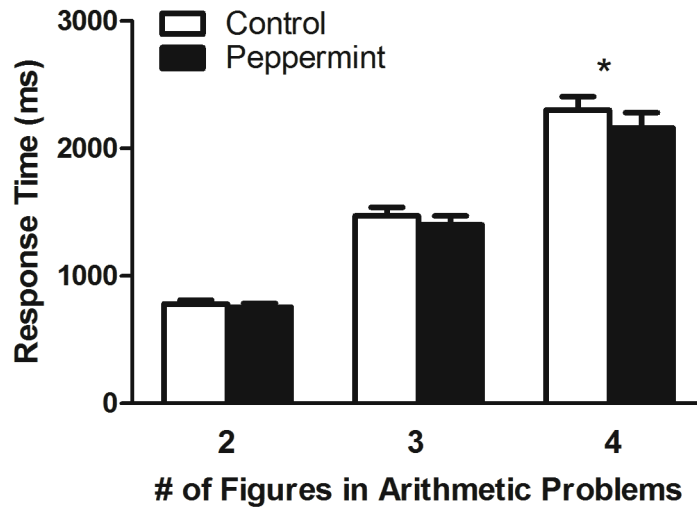 3000
Control
Peppermint
*
2000
1000
0
Response Time (ms)
2 3 4
# of Figures in Arithmetic Problems